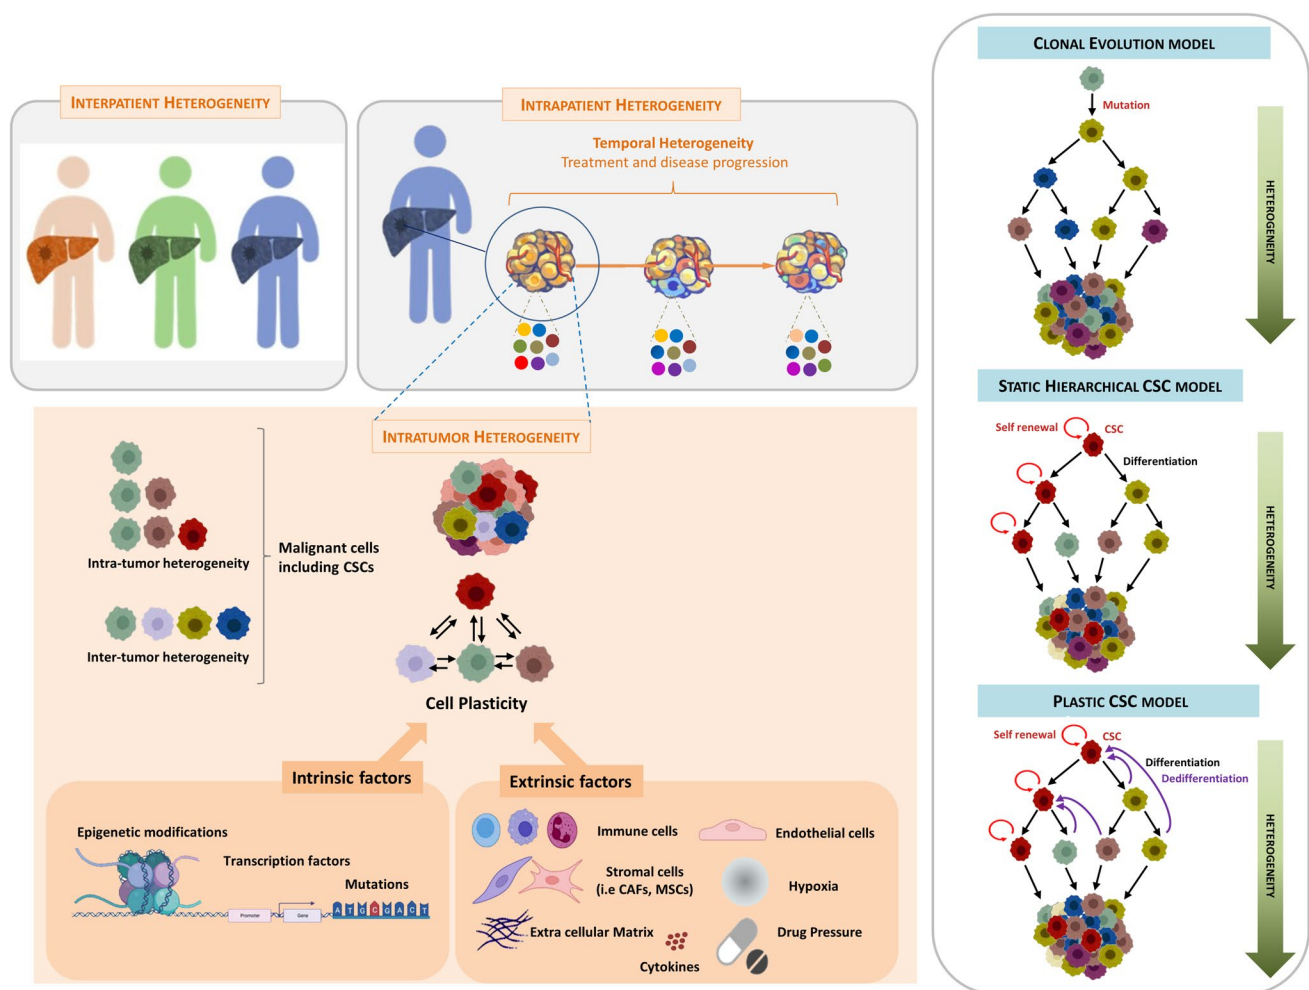 INTERPATIENT HETEROGENEITY
INTRAPATIENT HETEROGENEITY
Temporal Heterogeneity
Treatment and disease progression
INTRATUMOR HETEROGENEITY
Intra-tumor heterogeneity
Inter-tumor heterogeneity
Malignant cells
including CSCs
Cell Plasticity
Intrinsic factors
Epigenetic modifications
Transcription factors
Mutations
Promoter
Gene
A T G C G A C T
Extrinsic factors
Immune cells
Endothelial cells
Stromal cells
(i.e CAFs, MSCs)
Hypoxia
Extra cellular Matrix
Cytokines
Drug Pressure
CLONAL EVOLUTION MODEL
Mutation
HETEROGENEITY
STATIC HIERARCHICAL CSC MODEL
Self renewal
CSC
Differentiation
HETEROGENEITY
PLASTIC CSC MODEL
Self renewal
CSC
Differentiation
Dedifferentiation
HETEROGENEITY